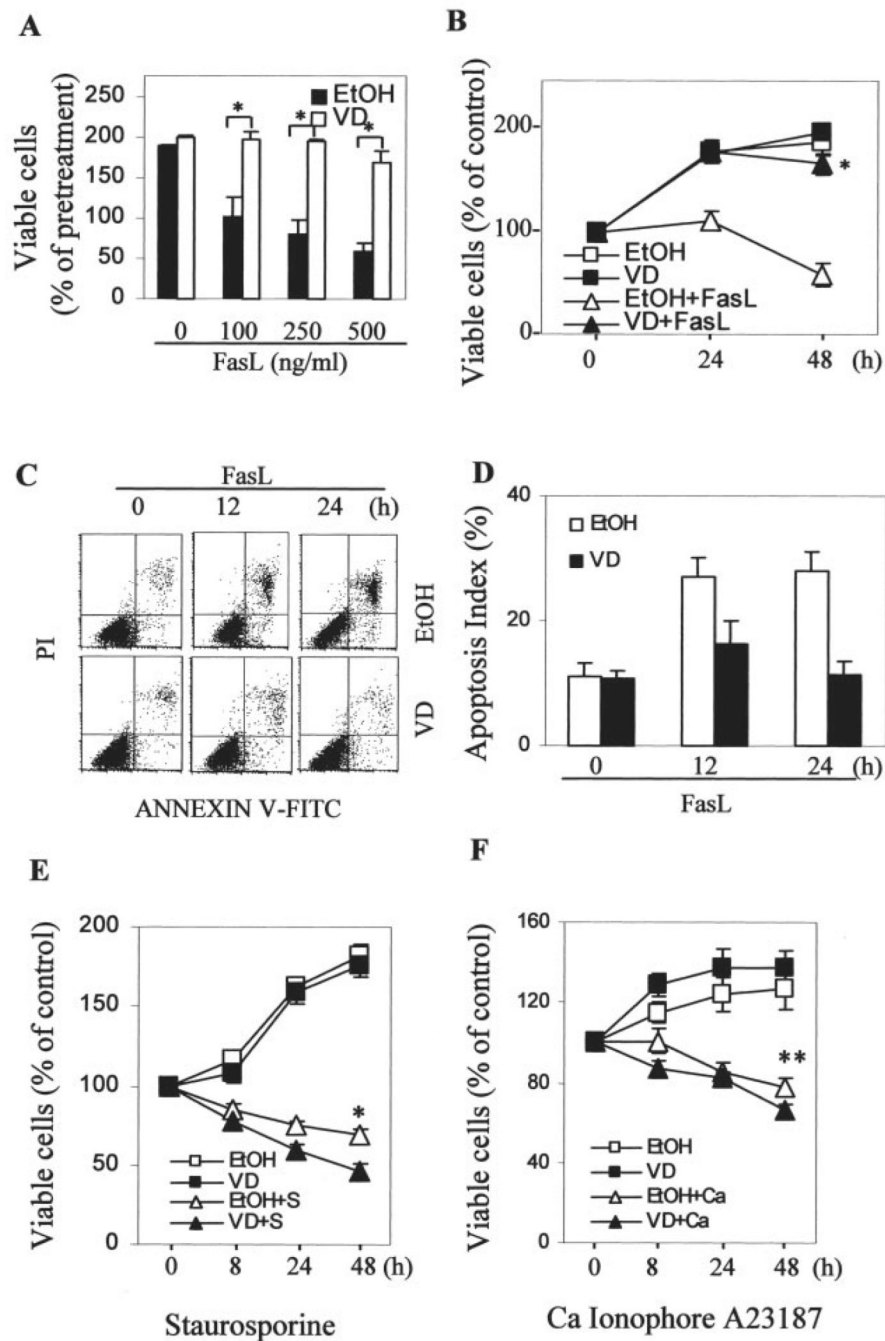 A
Viable cells
(% of pretreatment)
250
200
150
100
50
0
EtOH
VD
*
*
*
0 100 250 500
FasL (ng/ml)
B
Viable cells (% of control)
200
100
0
*
EtOH
VD
EtOH+FasL
VD+FasL
0 24 48 (h)
C
FasL
0 12 24 (h)
PI
EtOH
VD
ANNEXIN V-FITC
D
Apoptosis Index (%)
40
20
0
EtOH
VD
0 12 24 (h)
FasL
E
Viable cells (% of control)
200
150
100
50
0
*
EtOH
VD
EtOH+S
VD+S
0 8 24 48 (h)
Staurosporine
F
Viable cells (% of control)
160
120
80
40
0
**
EtOH
VD
EtOH+Ca
VD+Ca
0 8 24 48 (h)
Ca Ionophore A23187